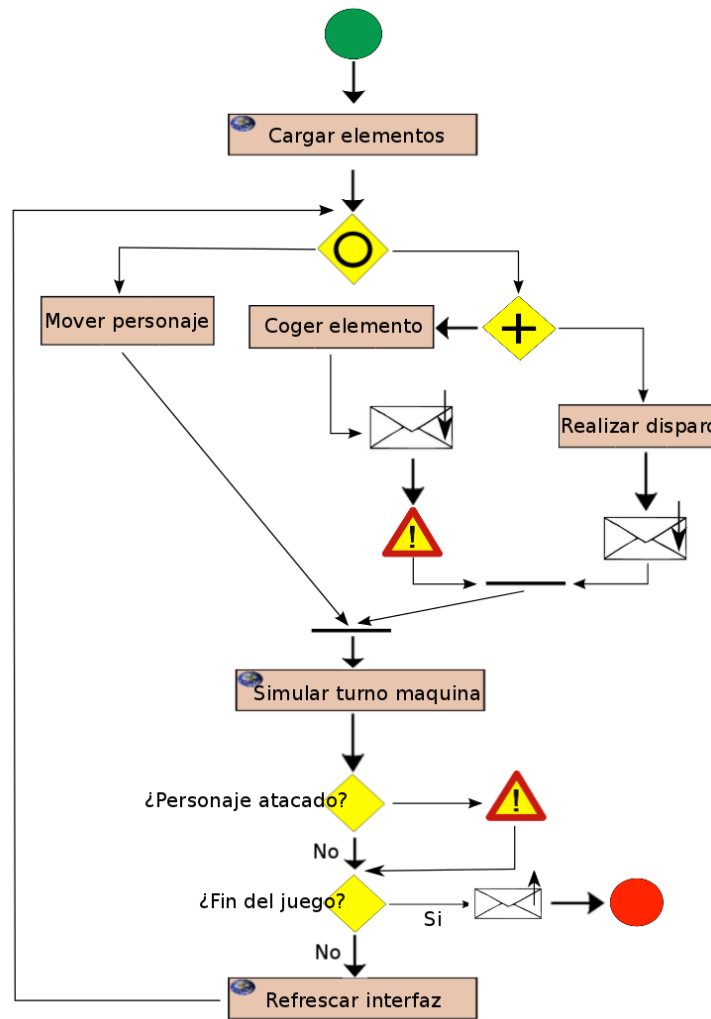 Cargar elementos
Mover personaje
Coger elemento
Realizar disparo
Simular turno maquina
¿Personaje atacado?
No
¿Fin del juego?
Si
No
Refrescar interfaz